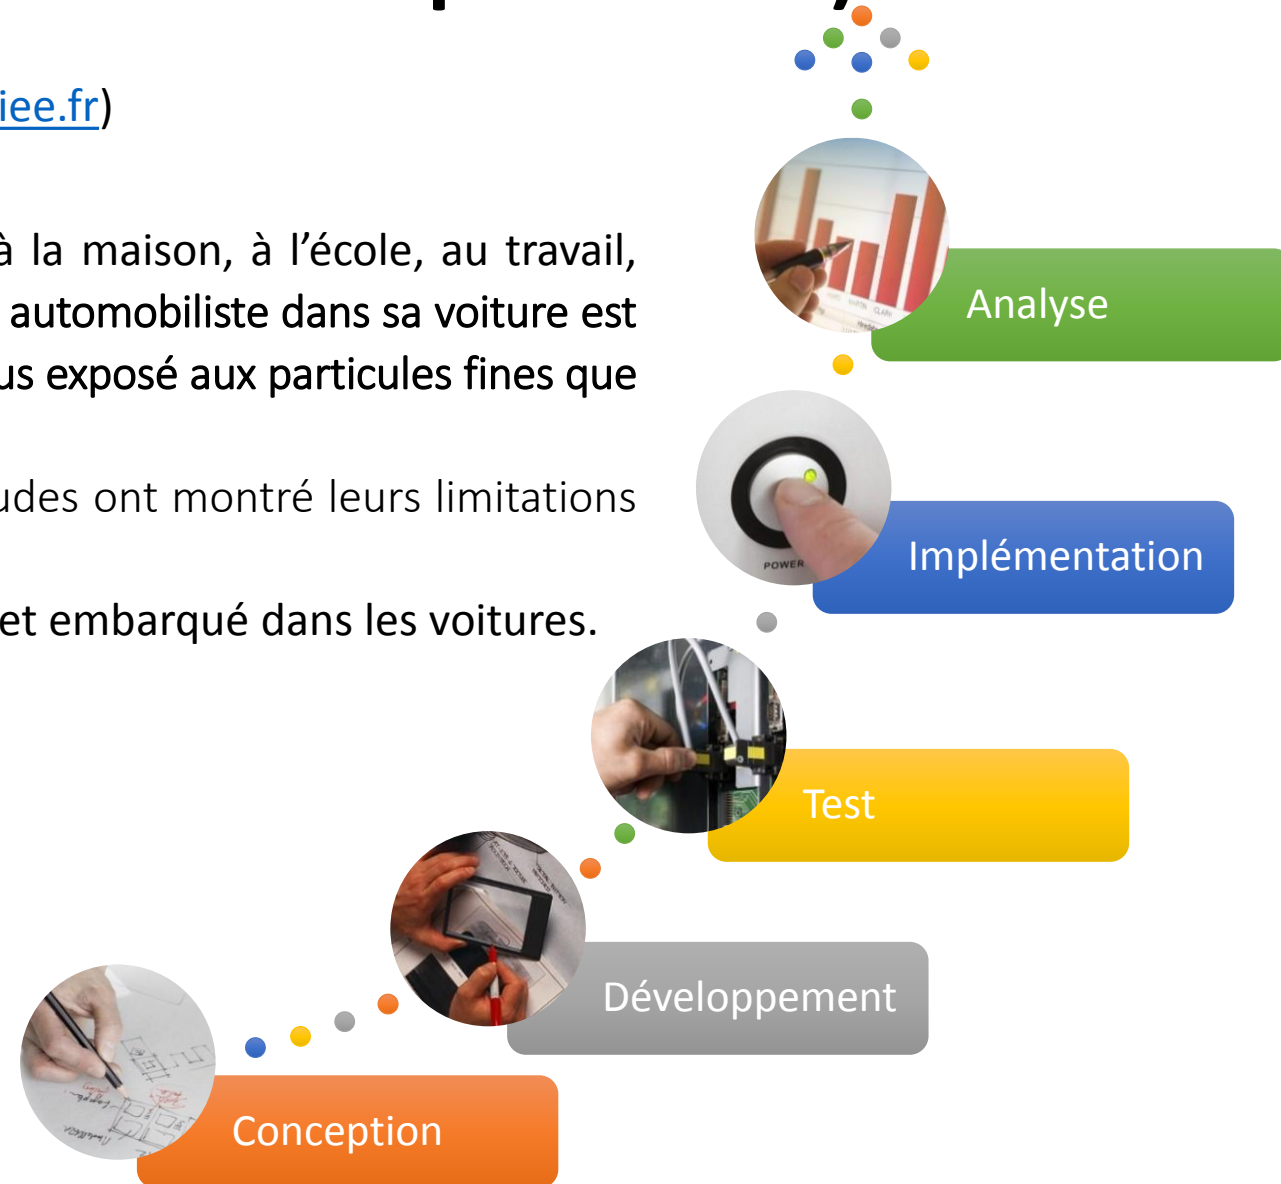 iee.fr)
à la maison, à l’école, au travail,
automobiliste dans sa voiture est
us exposé aux particules fines que
udes ont montré leurs limitations
et embarqué dans les voitures.
Analyse
POWER
Implémentation
Test
Développement
Conception